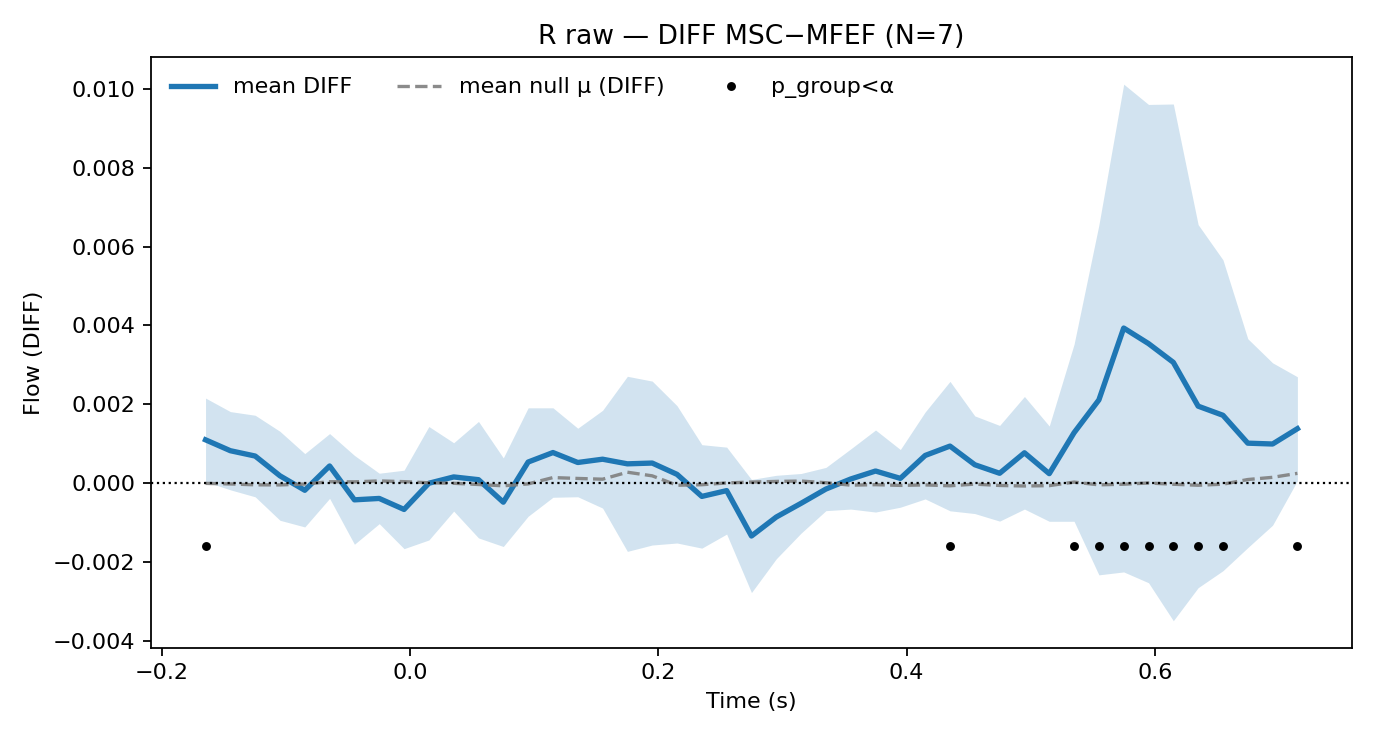 R raw — DIFF MSC−MFEF (N=7)
mean DIFF
mean null μ (DIFF)
p_group<α
Flow (DIFF)
0.010
0.008
0.006
0.004
0.002
0.000
−0.002
−0.004
−0.2
0.0
0.2
0.4
0.6
Time (s)